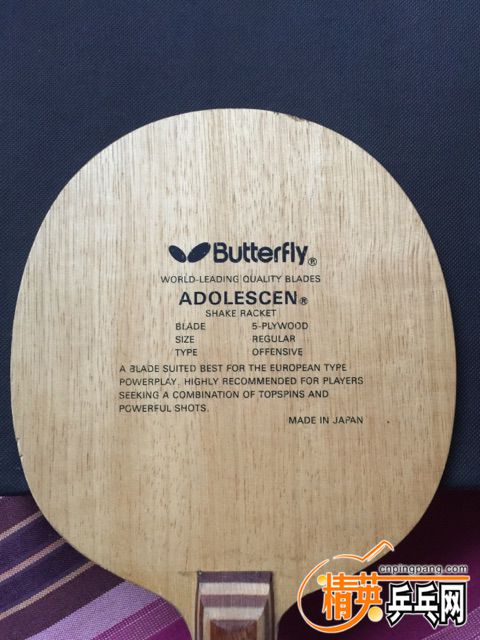 Butterfly®
WORLD-LEADING QUALITY BLADES
ADOLESCEN®
SHAKE RACKET
BLADE 5-PLYWOOD
SIZE REGULAR
TYPE OFFENSIVE
A BLADE SUITED BEST FOR THE EUROPEAN TYPE
POWERPLAY. HIGHLY RECOMMENDED FOR PLAYERS
SEEKING A COMBINATION OF TOPSPINS AND
POWERFUL SHOTS.
MADE IN JAPAN
cnpingpang.com
精英乒乓网